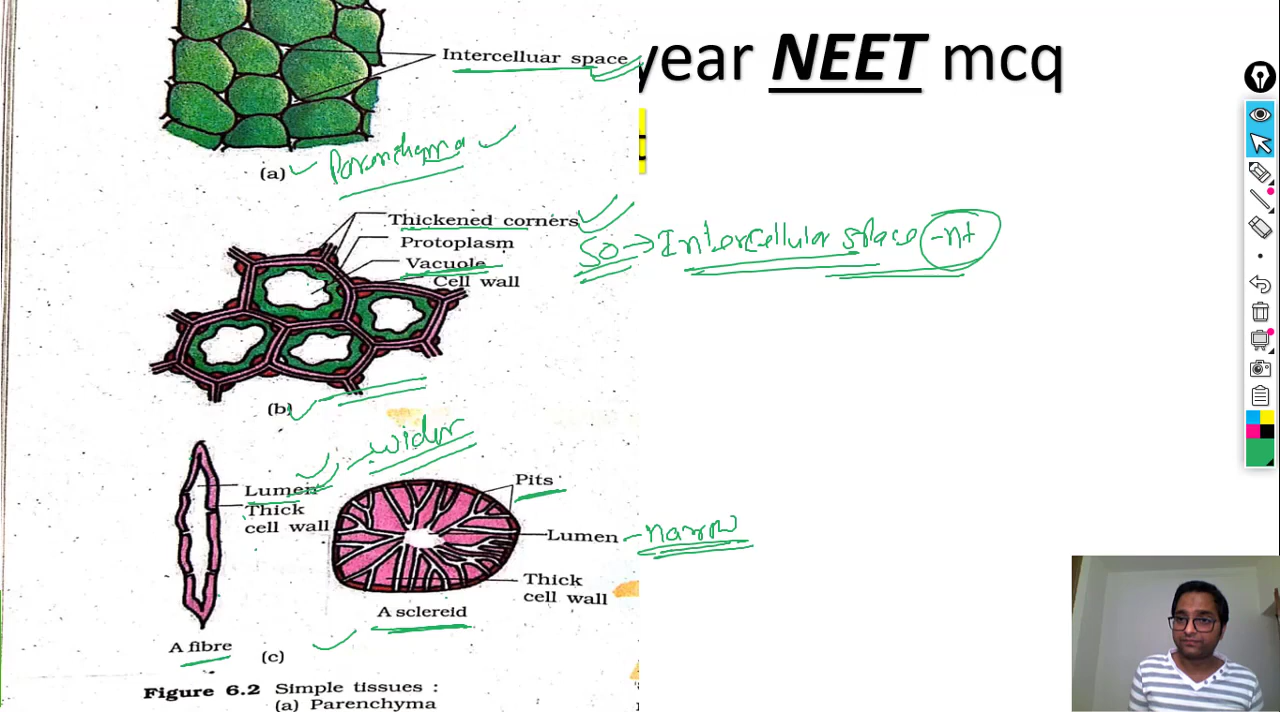 year NEET mcq
Intercelluar space
(a) Parenchyma
Thickened corners
Protoplasm
Vacuole
Cell wall
So → Intercellular space -nt
(b)
wider
Lumen
Thick
cell wall
Pits
Lumen - narrow
Thick
cell wall
A sclereid
A fibre
(c)
Figure 6.2 Simple tissues :
(a) Parenchyma